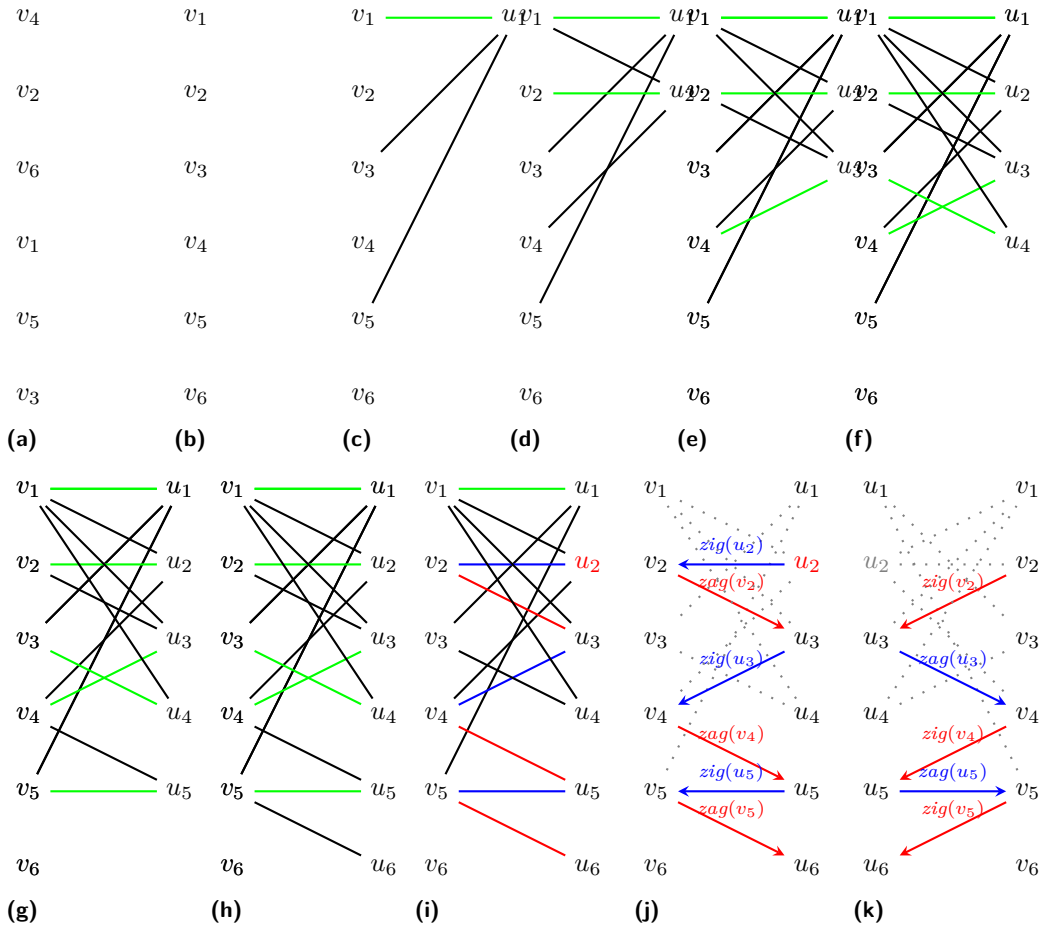 v₄ v₁ v₁ u₁ v₁ u₁ v₁ u₁ v₁ u₁
v₂ v₂ v₂ v₂ u₂ v₂ u₂ v₂ u₂
v₆ v₃ v₃ v₃ v₃ u₃ v₃ u₃
v₁ v₄ v₄ v₄ v₄ v₄ u₄
v₅ v₅ v₅ v₅ v₅ v₅
v₃ v₆ v₆ v₆ v₆ v₆
(a) (b) (c) (d) (e) (f)
v₁ u₁ v₁ u₁ v₁ u₁ v₁ u₁ u₁ v₁
zig(u₂)
v₂ u₂ v₂ u₂ v₂ u₂ v₂ u₂ u₂ v₂
zag(v₂) zig(v₂)
v₃ u₃ v₃ u₃ v₃ u₃ v₃ u₃ u₃ v₃
zig(u₃) zag(u₃)
v₄ u₄ v₄ u₄ v₄ u₄ v₄ u₄ u₄ v₄
zag(v₄) zig(v₄)
zig(u₅) zag(u₅)
v₅ u₅ v₅ u₅ v₅ u₅ v₅ u₅ u₅ v₅
zag(v₅) zig(v₅)
v₆ v₆ u₆ v₆ u₆ v₆ u₆ u₆ v₆
(g) (h) (i) (j) (k)